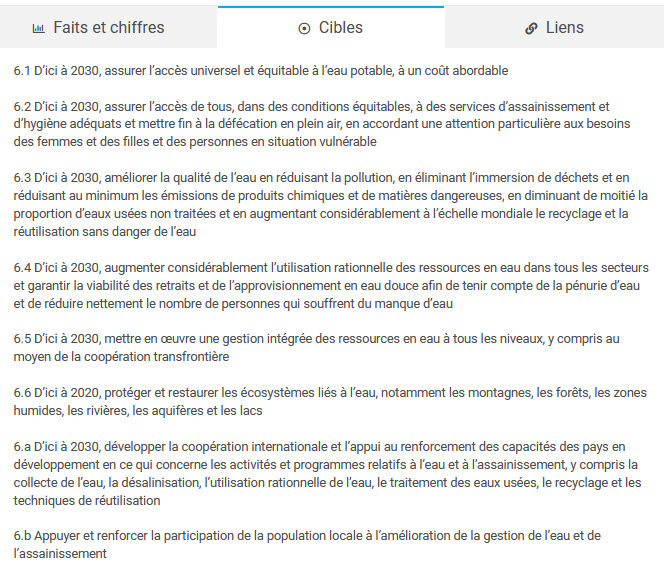 Faits et chiffres
Cibles
Liens
6.1 D’ici à 2030, assurer l’accès universel et équitable à l’eau potable, à un coût abordable
6.2 D’ici à 2030, assurer l’accès de tous, dans des conditions équitables, à des services d’assainissement et
d’hygiène adéquats et mettre fin à la défécation en plein air, en accordant une attention particulière aux besoins
des femmes et des filles et des personnes en situation vulnérable
6.3 D’ici à 2030, améliorer la qualité de l’eau en réduisant la pollution, en éliminant l’immersion de déchets et en
réduisant au minimum les émissions de produits chimiques et de matières dangereuses, en diminuant de moitié la
proportion d’eaux usées non traitées et en augmentant considérablement à l’échelle mondiale le recyclage et la
réutilisation sans danger de l’eau
6.4 D’ici à 2030, augmenter considérablement l’utilisation rationnelle des ressources en eau dans tous les secteurs
et garantir la viabilité des retraits et de l’approvisionnement en eau douce afin de tenir compte de la pénurie d’eau
et de réduire nettement le nombre de personnes qui souffrent du manque d’eau
6.5 D’ici à 2030, mettre en œuvre une gestion intégrée des ressources en eau à tous les niveaux, y compris au
moyen de la coopération transfrontière
6.6 D’ici à 2020, protéger et restaurer les écosystèmes liés à l’eau, notamment les montagnes, les forêts, les zones
humides, les rivières, les aquifères et les lacs
6.a D’ici à 2030, développer la coopération internationale et l’appui au renforcement des capacités des pays en
développement en ce qui concerne les activités et programmes relatifs à l’eau et à l’assainissement, y compris la
collecte de l’eau, la désalinisation, l’utilisation rationnelle de l’eau, le traitement des eaux usées, le recyclage et les
techniques de réutilisation
6.b Appuyer et renforcer la participation de la population locale à l’amélioration de la gestion de l’eau et de
l’assainissement